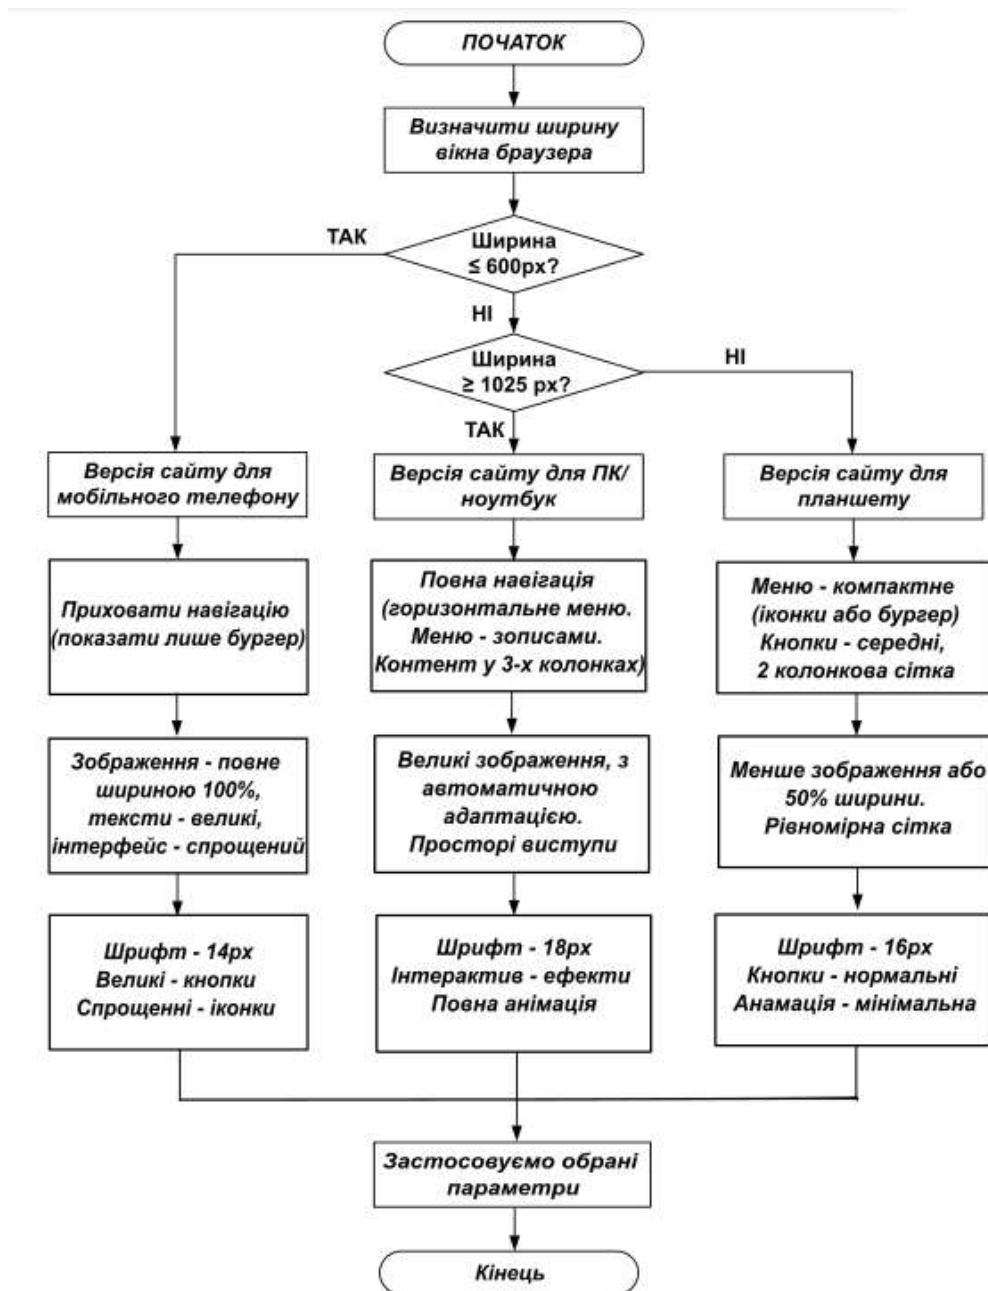 ПОЧАТОК
Визначити ширину
вікна браузера
Ширина
≤ 600px?
ТАК
НІ
Ширина
≥ 1025 px?
НІ
ТАК
Версія сайту для
мобільного телефону
Приховати навігацію
(показати лише бургер)
Зображення - повне
шириною 100%,
тексти - великі,
інтерфейс - спрощений
Шрифт - 14px
Великі - кнопки
Спрощенні - іконки
Версія сайту для ПК/
ноутбук
Повна навігація
(горизонтальне меню.
Меню - зописами.
Контент у 3-х колонках)
Великі зображення, з
автоматичною
адаптацією.
Просторі виступи
Шрифт - 18px
Інтерактив - ефекти
Повна анімація
Версія сайту для
планшету
Меню - компактне
(іконки або бургер)
Кнопки - середні,
2 колонкова сітка
Менше зображення або
50% ширини.
Рівномірна сітка
Шрифт - 16px
Кнопки - нормальні
Анамація - мінімальна
Застосовуємо обрані
параметри
Кінець